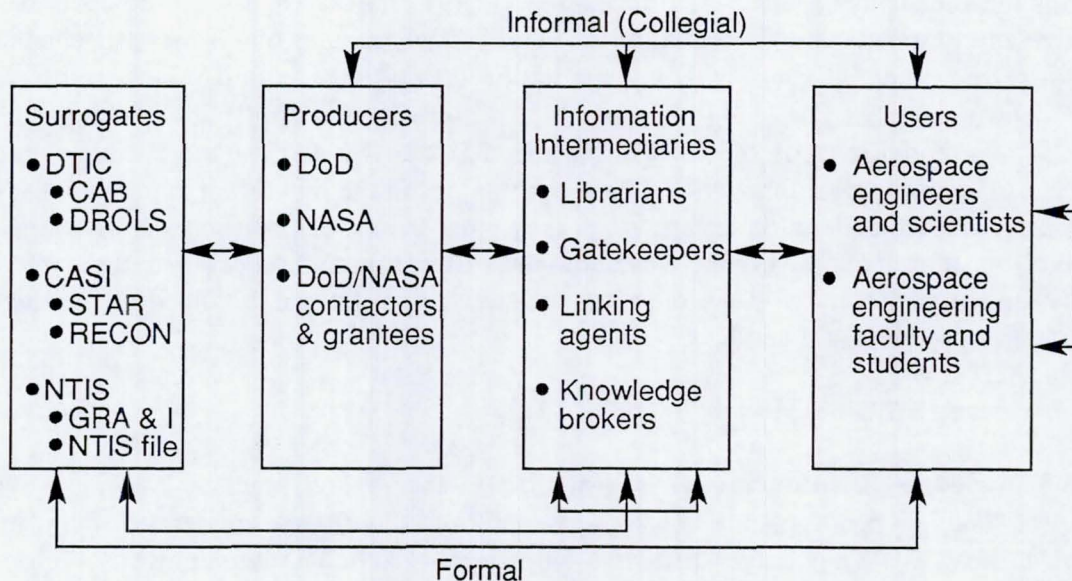 Informal (Collegial)
Surrogates
● DTIC
● CAB
● DROLS
● CASI
● STAR
● RECON
● NTIS
● GRA & I
● NTIS file
Producers
● DoD
● NASA
● DoD/NASA
contractors
& grantees
Information
Intermediaries
● Librarians
● Gatekeepers
● Linking
agents
● Knowledge
brokers
Users
● Aerospace
engineers
and scientists
● Aerospace
engineering
faculty and
students
Formal